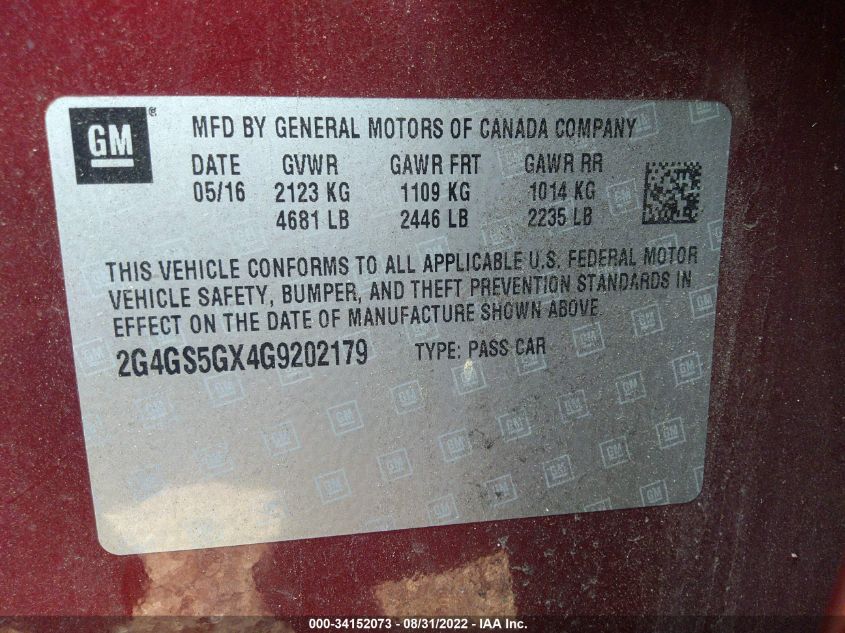 GM ®
MFD BY GENERAL MOTORS OF CANADA COMPANY
DATE GVWR GAWR FRT GAWR RR
05/16 2123 KG 1109 KG 1014 KG
4681 LB 2446 LB 2235 LB
THIS VEHICLE CONFORMS TO ALL APPLICABLE U.S. FEDERAL MOTOR
VEHICLE SAFETY, BUMPER, AND THEFT PREVENTION STANDARDS IN
EFFECT ON THE DATE OF MANUFACTURE SHOWN ABOVE.
2G4GS5GX4G9202179 TYPE: PASS CAR
000-34152073 - 08/31/2022 - IAA Inc.